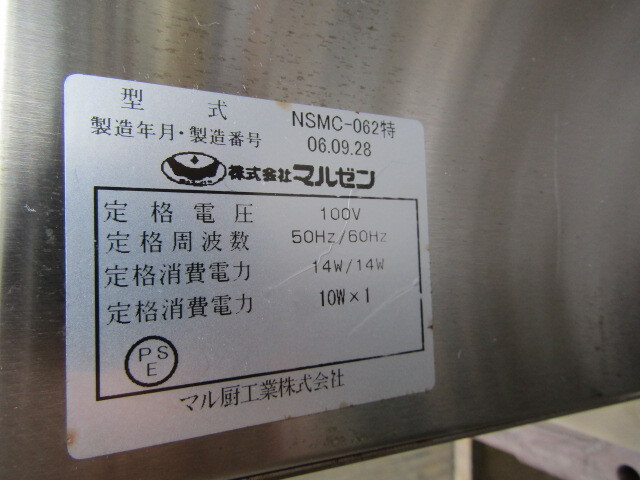 型式 NSMC-062特
製造年月・製造番号 06.09.28
株式会社マルゼン
定格電圧 100V
定格周波数 50Hz/60Hz
定格消費電力 14W/14W
定格消費電力 10W×1
PS
E
マル厨工業株式会社